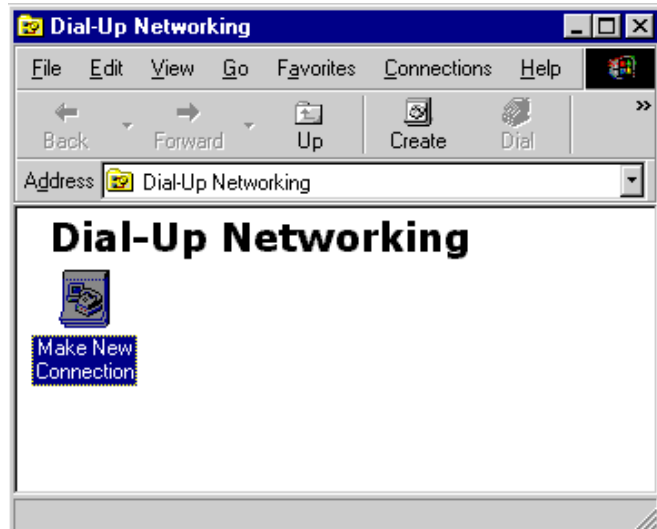 Dial-Up Networking
File Edit View Go Favorites Connections Help
Back Forward Up Create Dial »
Address Dial-Up Networking
Dial-Up Networking
Make New
Connection